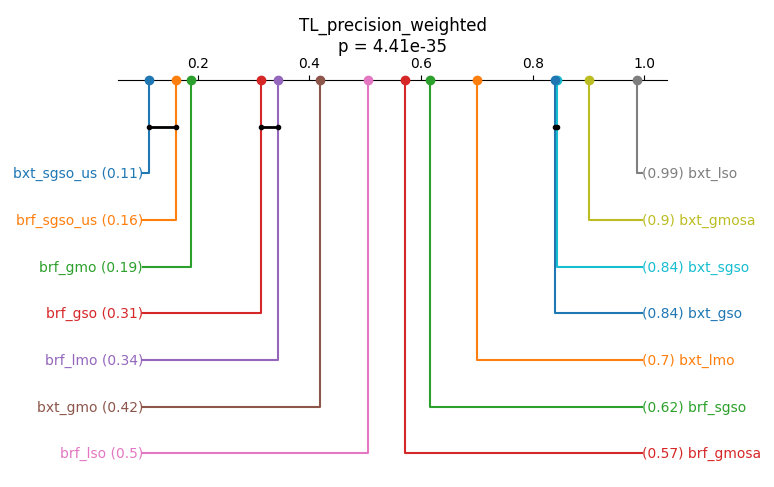 TL_precision_weighted
p = 4.41e-35
0.2 0.4 0.6 0.8 1.0
bxt_sgso_us (0.11) (0.99) bxt_lso
brf_sgso_us (0.16) (0.9) bxt_gmosa
brf_gmo (0.19) (0.84) bxt_sgso
brf_gso (0.31) (0.84) bxt_gso
brf_lmo (0.34) (0.7) bxt_lmo
bxt_gmo (0.42) (0.62) brf_sgso
brf_lso (0.5) (0.57) brf_gmosa